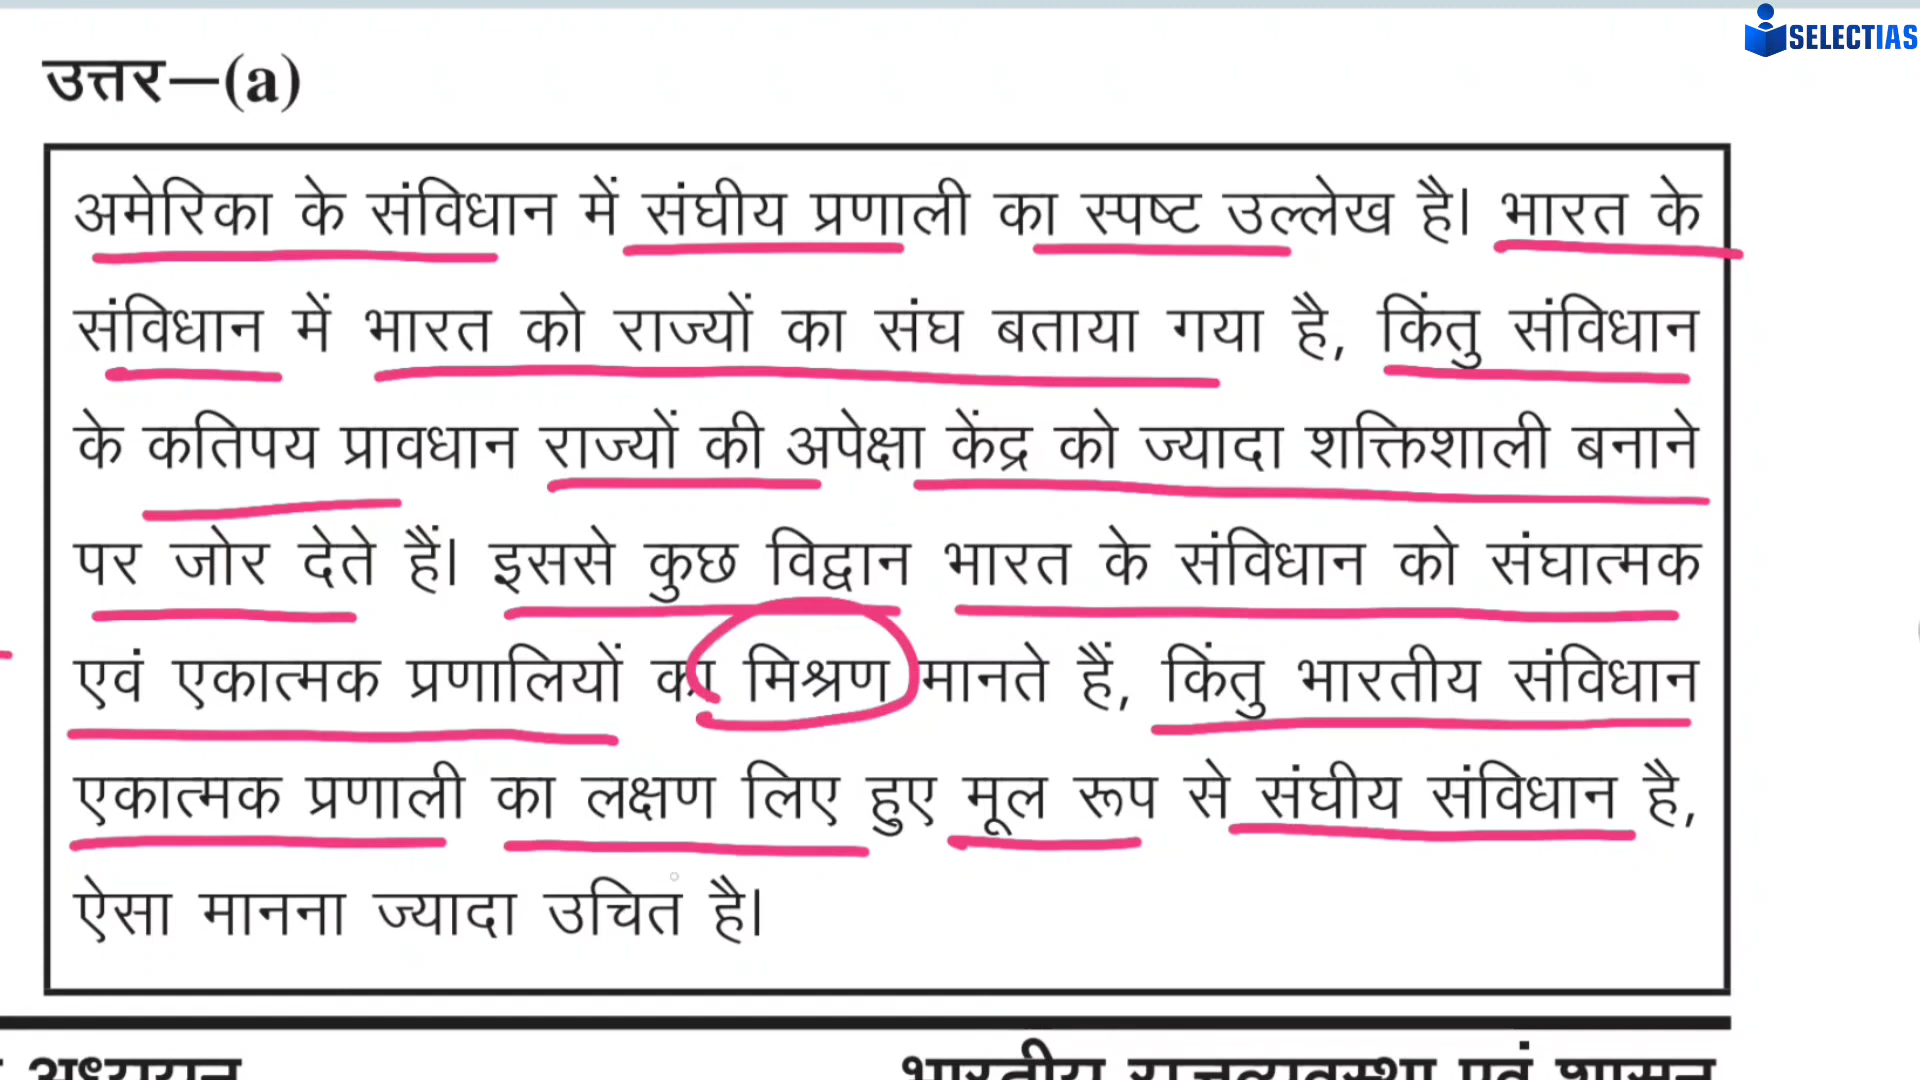 SELECTIAS
उत्तर—(a)
अमेरिका के संविधान में संघीय प्रणाली का स्पष्ट उल्लेख है। भारत के
संविधान में भारत को राज्यों का संघ बताया गया है, किंतु संविधान
के कतिपय प्रावधान राज्यों की अपेक्षा केंद्र को ज्यादा शक्तिशाली बनाने
पर जोर देते हैं। इससे कुछ विद्वान भारत के संविधान को संघात्मक
एवं एकात्मक प्रणालियों का मिश्रण मानते हैं, किंतु भारतीय संविधान
एकात्मक प्रणाली का लक्षण लिए हुए मूल रूप से संघीय संविधान है,
ऐसा मानना ज्यादा उचित है।
अध्ययन भारतीय राजव्यवस्था एवं शासन